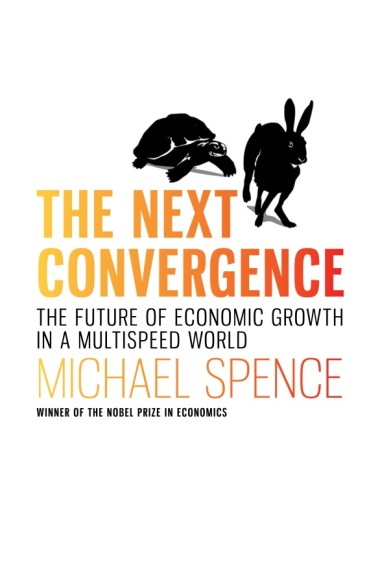 THE NEXT
CONVERGENCE
THE FUTURE OF ECONOMIC GROWTH
IN A MULTISPEED WORLD
MICHAEL SPENCE
WINNER OF THE NOBEL PRIZE IN ECONOMICS